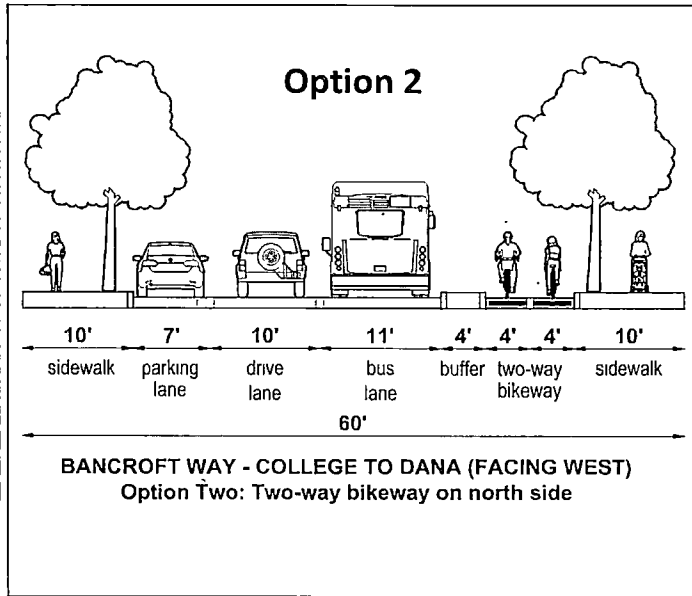 Option 2
10' 7' 10' 11' 4' 4' 4' 10'
sidewalk parking drive bus buffer two-way sidewalk
lane lane lane bikeway
60'
BANCROFT WAY - COLLEGE TO DANA (FACING WEST)
Option Two: Two-way bikeway on north side